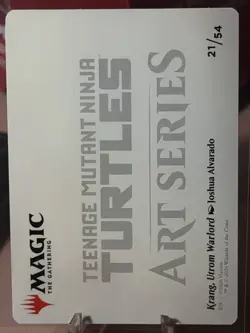 MAGIC
THE GATHERING
TEENAGE MUTANT NINJA
TURTLES
ART SERIES
Krang, Utrom Warlord Joshua Alvarado
21/54